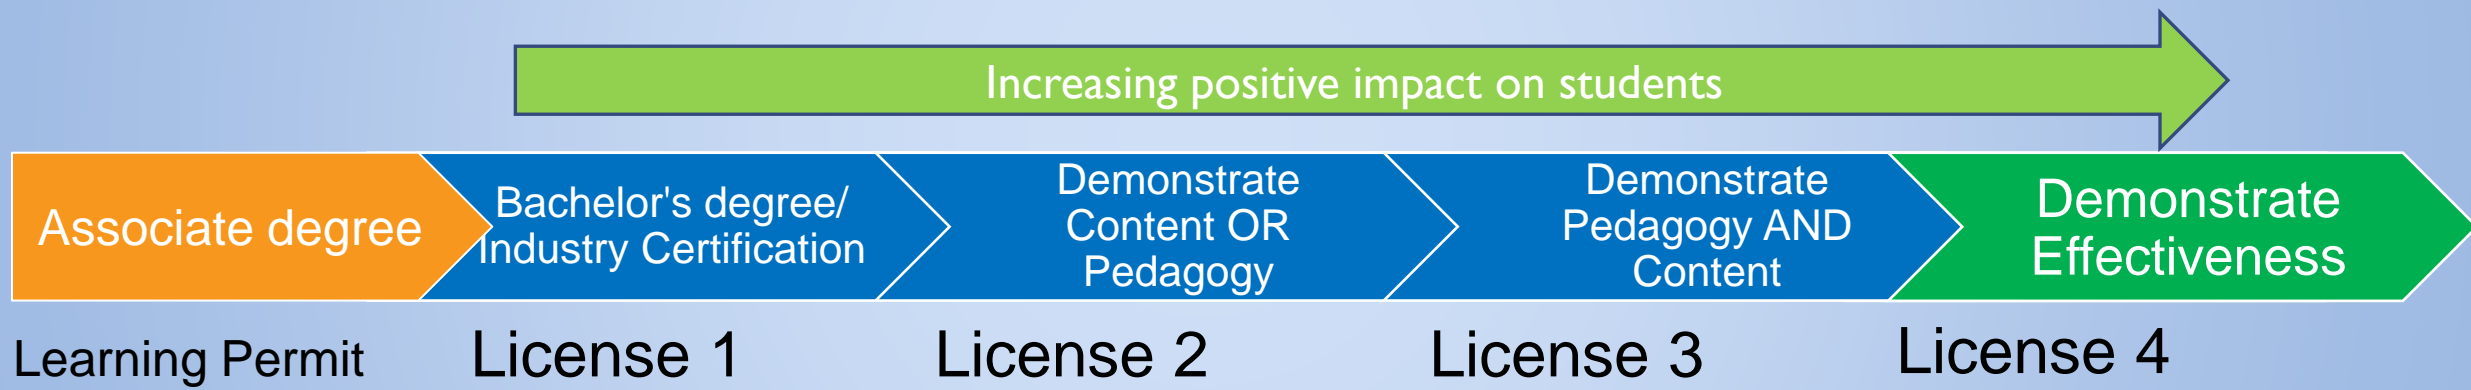 Increasing positive impact on students
Associate degree
Bachelor's degree/
Industry Certification
Demonstrate
Content OR
Pedagogy
Demonstrate
Pedagogy AND
Content
Demonstrate
Effectiveness
Learning Permit
License 1
License 2
License 3
License 4